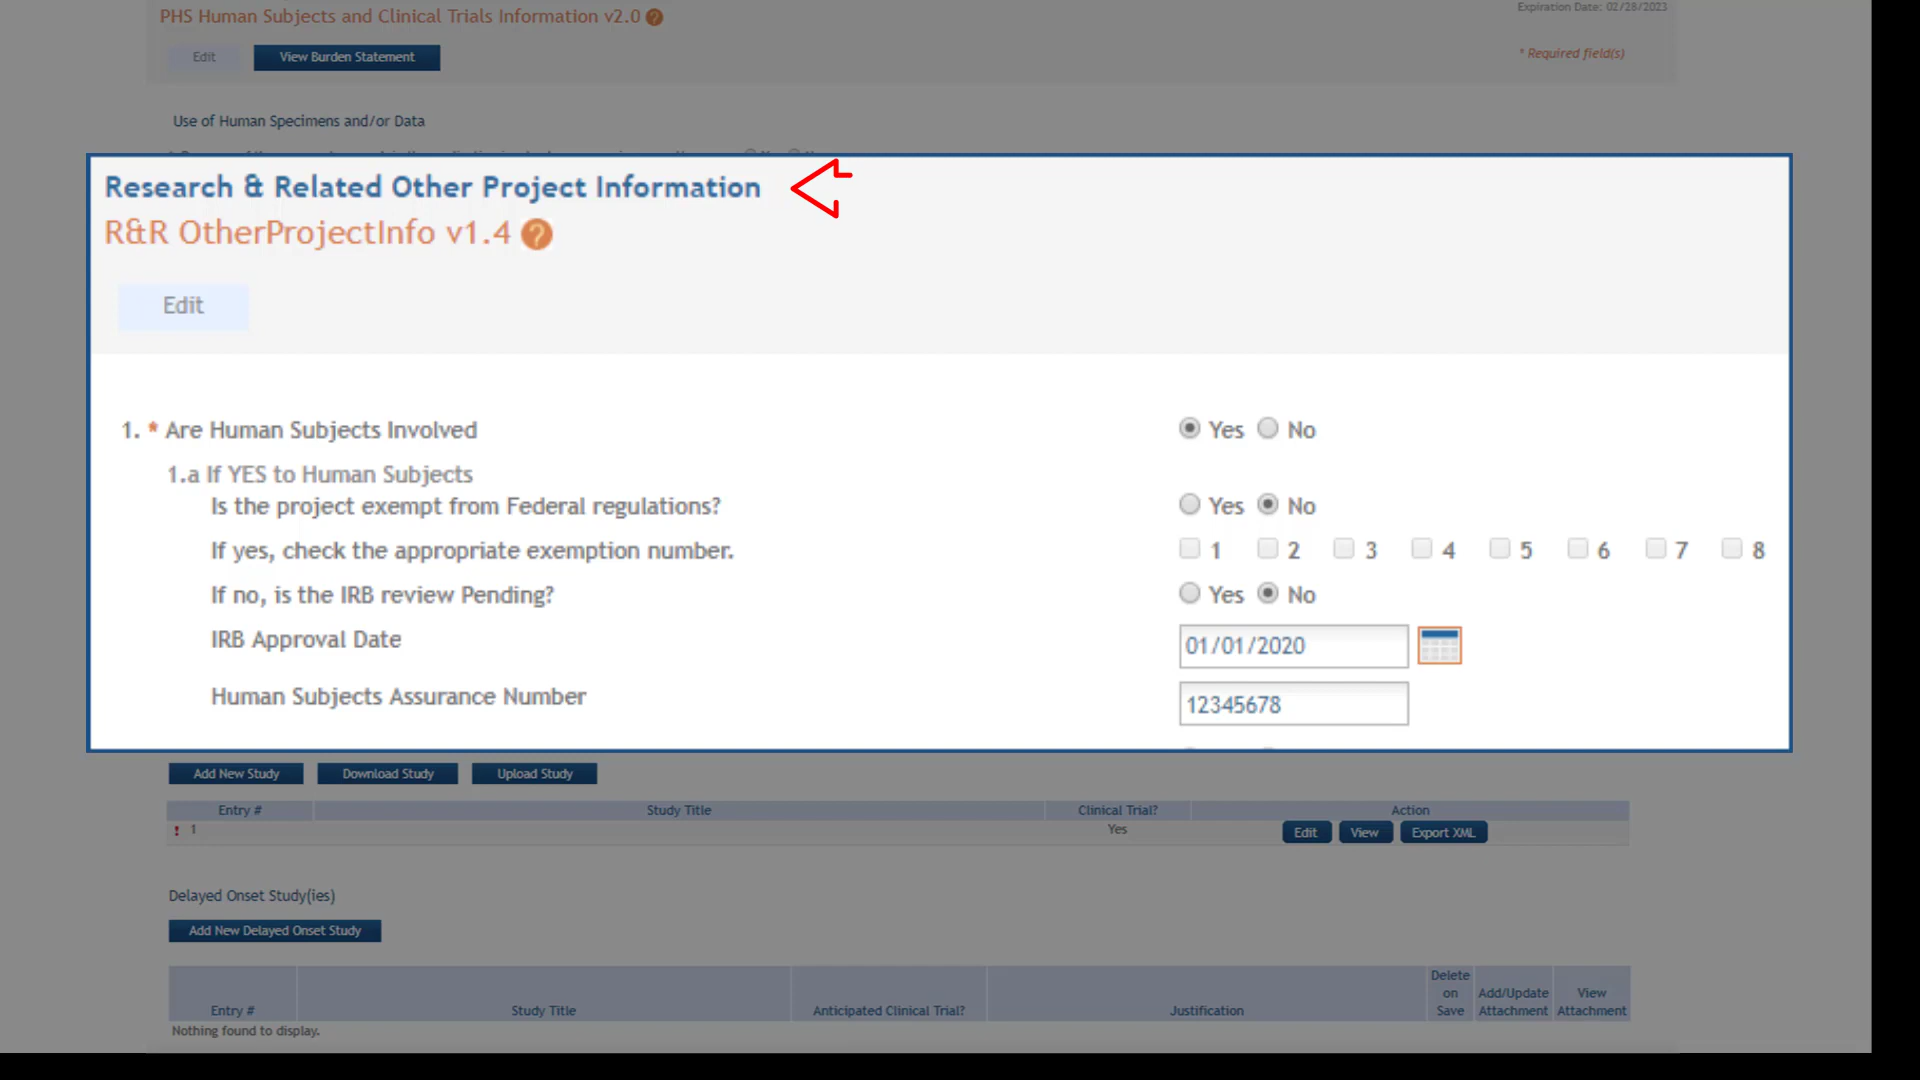 PHS Human Subjects and Clinical Trials Information v2.0 ?
Expiration Date: 02/28/2023
Edit View Burden Statement
* Required field(s)
Use of Human Specimens and/or Data
Research & Related Other Project Information
R&R OtherProjectInfo v1.4 ?
Edit
1. * Are Human Subjects Involved Yes No
1.a If YES to Human Subjects
Is the project exempt from Federal regulations? Yes No
If yes, check the appropriate exemption number. 1 2 3 4 5 6 7 8
If no, is the IRB review Pending? Yes No
IRB Approval Date 01/01/2020
Human Subjects Assurance Number 12345678
Add New Study Download Study Upload Study
Entry # Study Title Clinical Trial? Action
! 1 Yes Edit View Export XML
Delayed Onset Study(ies)
Add New Delayed Onset Study
Entry # Study Title Anticipated Clinical Trial? Justification Delete on Save Add/Update Attachment View Attachment
Nothing found to display.